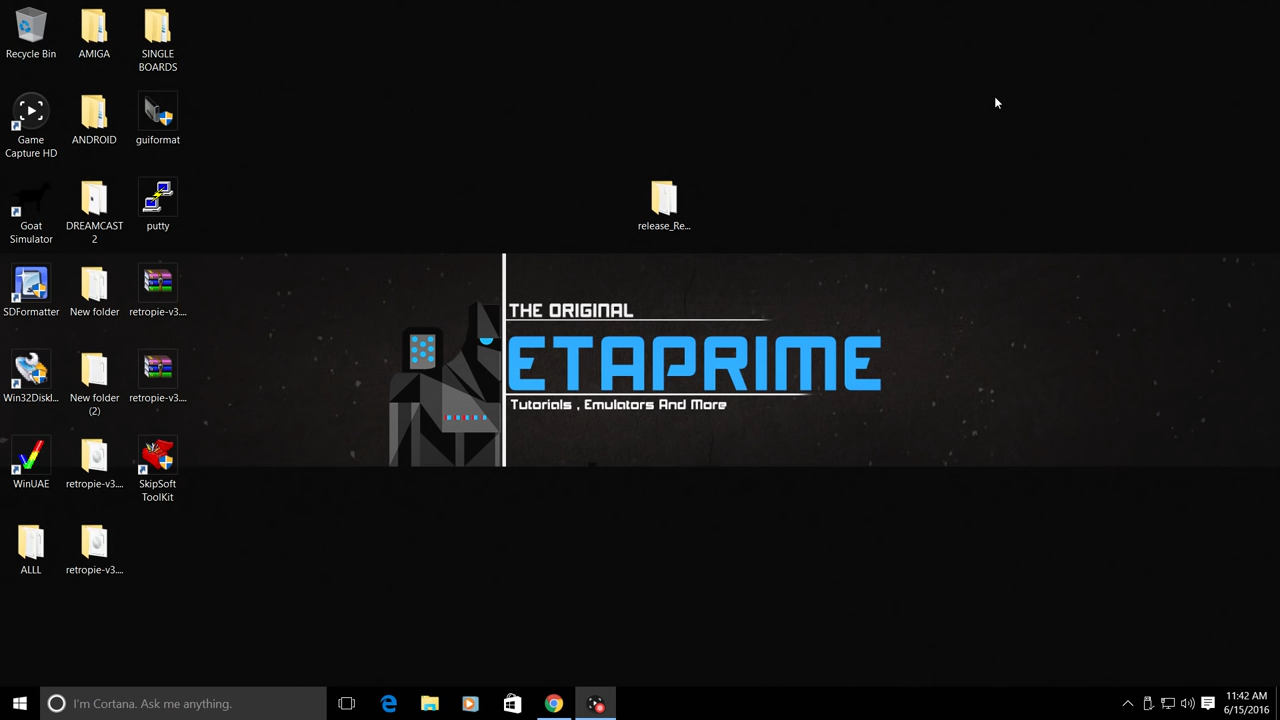 Recycle Bin
AMIGA
SINGLE
BOARDS
Game
Capture HD
ANDROID
guiformat
Goat
Simulator
DREAMCAST
2
putty
release_Re...
SDFormatter
New folder
retropie-v3....
THE ORIGINAL
ETAPRIME
Tutorials , Emulators And More
Win32DiskI...
New folder
(2)
retropie-v3....
WinUAE
retropie-v3....
SkipSoft
ToolKit
ALLL
retropie-v3....
I'm Cortana. Ask me anything.
11:42 AM
6/15/2016